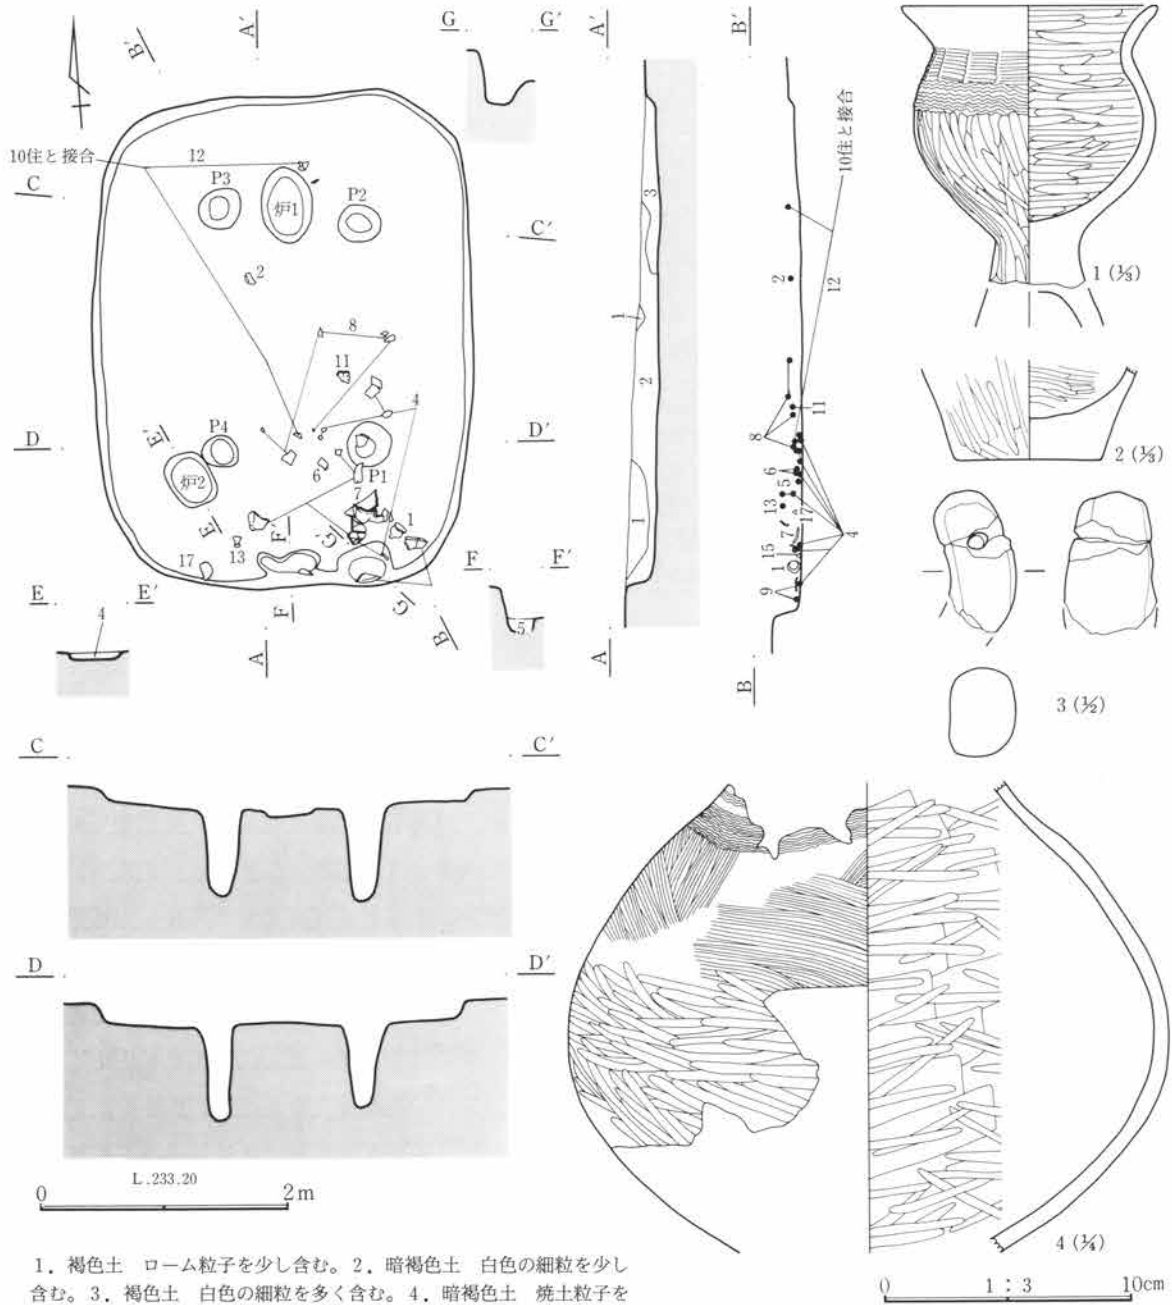 A'
B'
G G'
A'
B'
10住と接合
12
P3
炉1
P2
C
C'
2
8
11
4
D
E'
P4
炉2
6
P1
7
D'
E
F'
G'
1
17
13
F
G
B
E E'
4
A
F F'
5
3
1
2
1
A
10住と接合
12
2
11
8
6
5
13
17
7
4
15
1
9
B
1 (⅓)
2 (⅓)
3 (½)
C C'
D D'
4 (¼)
L.233.20
0 2m
1．褐色土　ローム粒子を少し含む。2．暗褐色土　白色の細粒を少し
含む。3．褐色土　白色の細粒を多く含む。4．暗褐色土　焼土粒子を
0 1：3 10cm